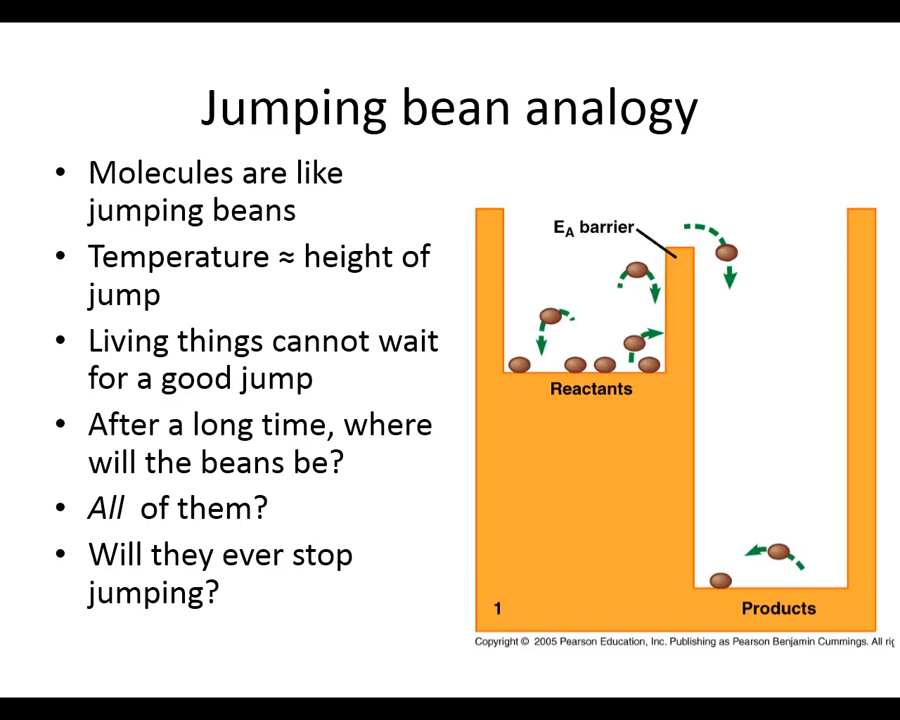 Jumping bean analogy
• Molecules are like
jumping beans
• Temperature ≈ height of
jump
• Living things cannot wait
for a good jump
• After a long time, where
will the beans be?
• All of them?
• Will they ever stop
jumping?
EA barrier
Reactants
1
Products
Copyright © 2005 Pearson Education, Inc. Publishing as Pearson Benjamin Cummings. All